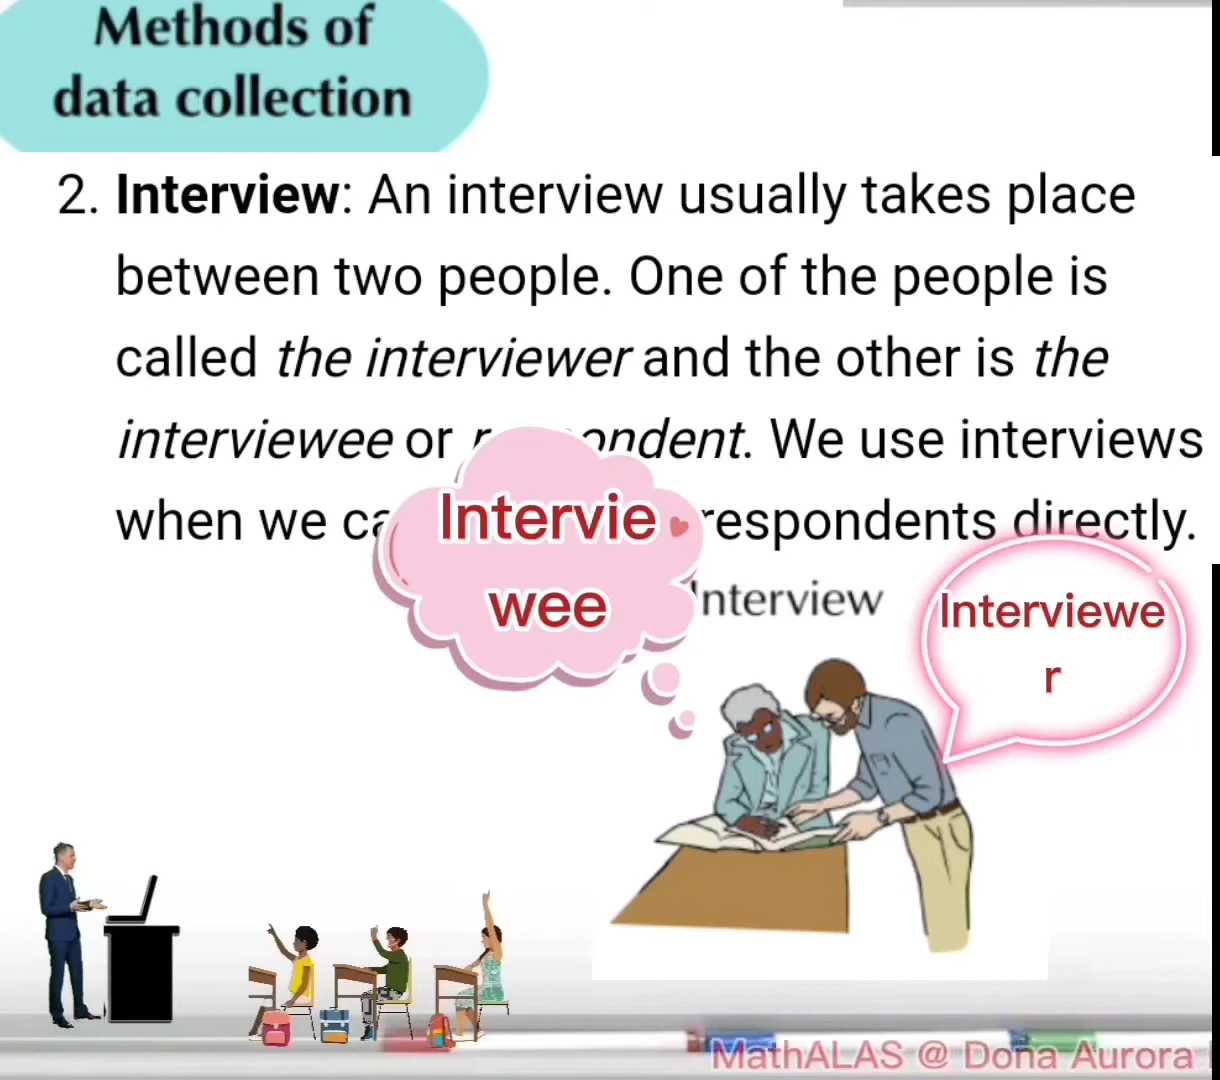 Methods of
data collection
2. Interview: An interview usually takes place
between two people. One of the people is
called the interviewer and the other is the
interviewee or ondent. We use interviews
when we respondents directly.
Intervie
wee
Interview
Interviewe
r
MathALAS @ Dona Aurora